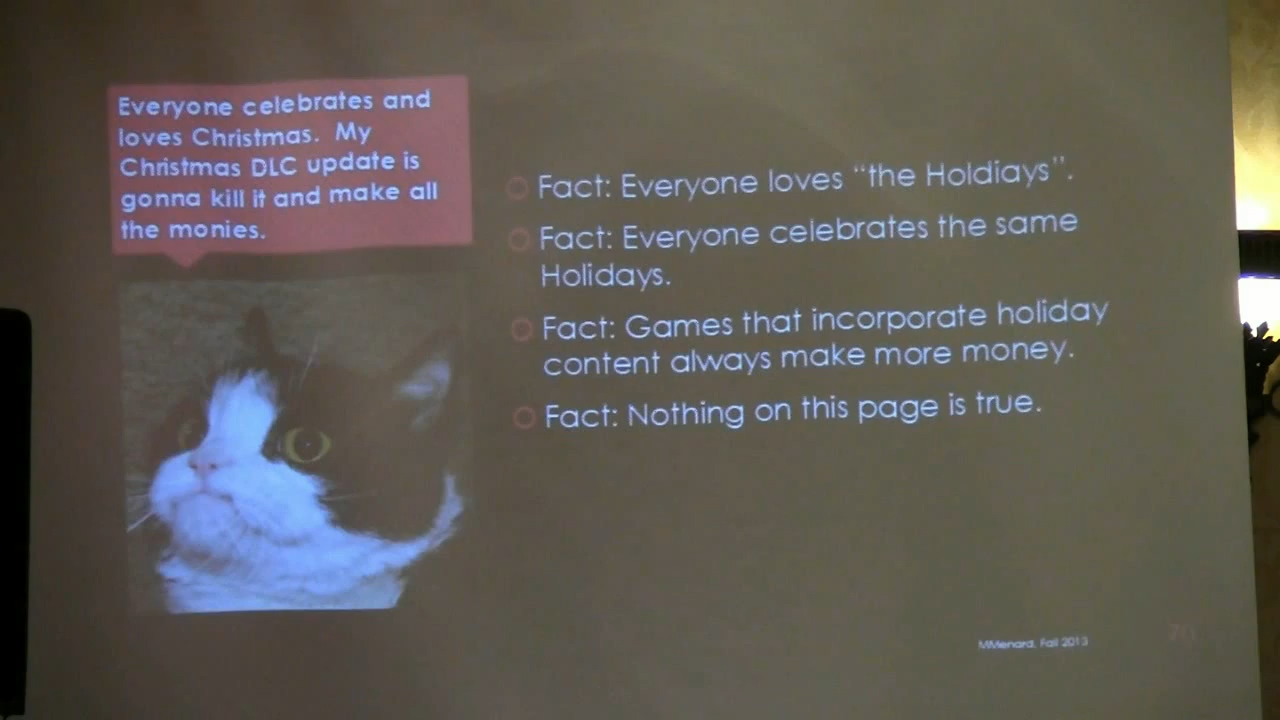 Everyone celebrates and
loves Christmas. My
Christmas DLC update is
gonna kill it and make all
the monies.
Fact: Everyone loves “the Holdiays”.
Fact: Everyone celebrates the same
Holidays.
Fact: Games that incorporate holiday
content always make more money.
Fact: Nothing on this page is true.
MMenard, Fall 2013